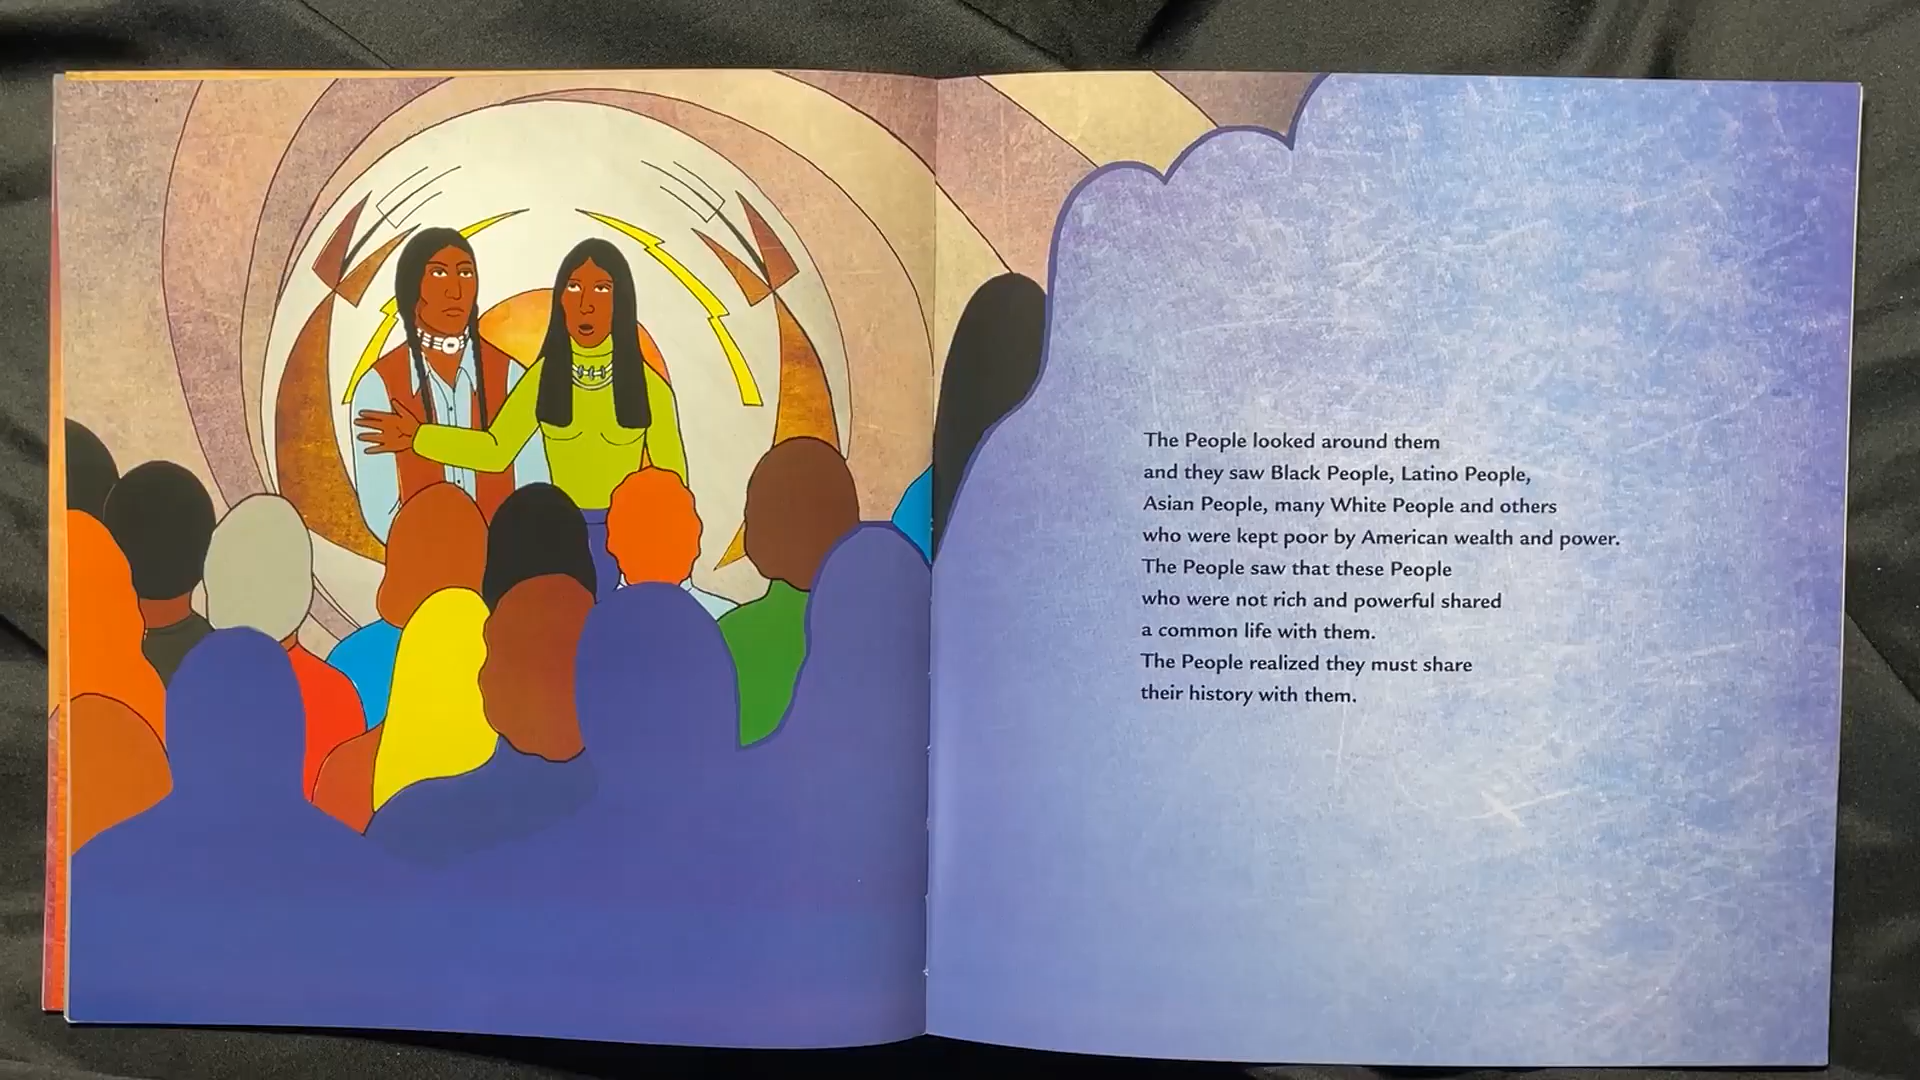 The People looked around them
and they saw Black People, Latino People,
Asian People, many White People and others
who were kept poor by American wealth and power.
The People saw that these People
who were not rich and powerful shared
a common life with them.
The People realized they must share
their history with them.